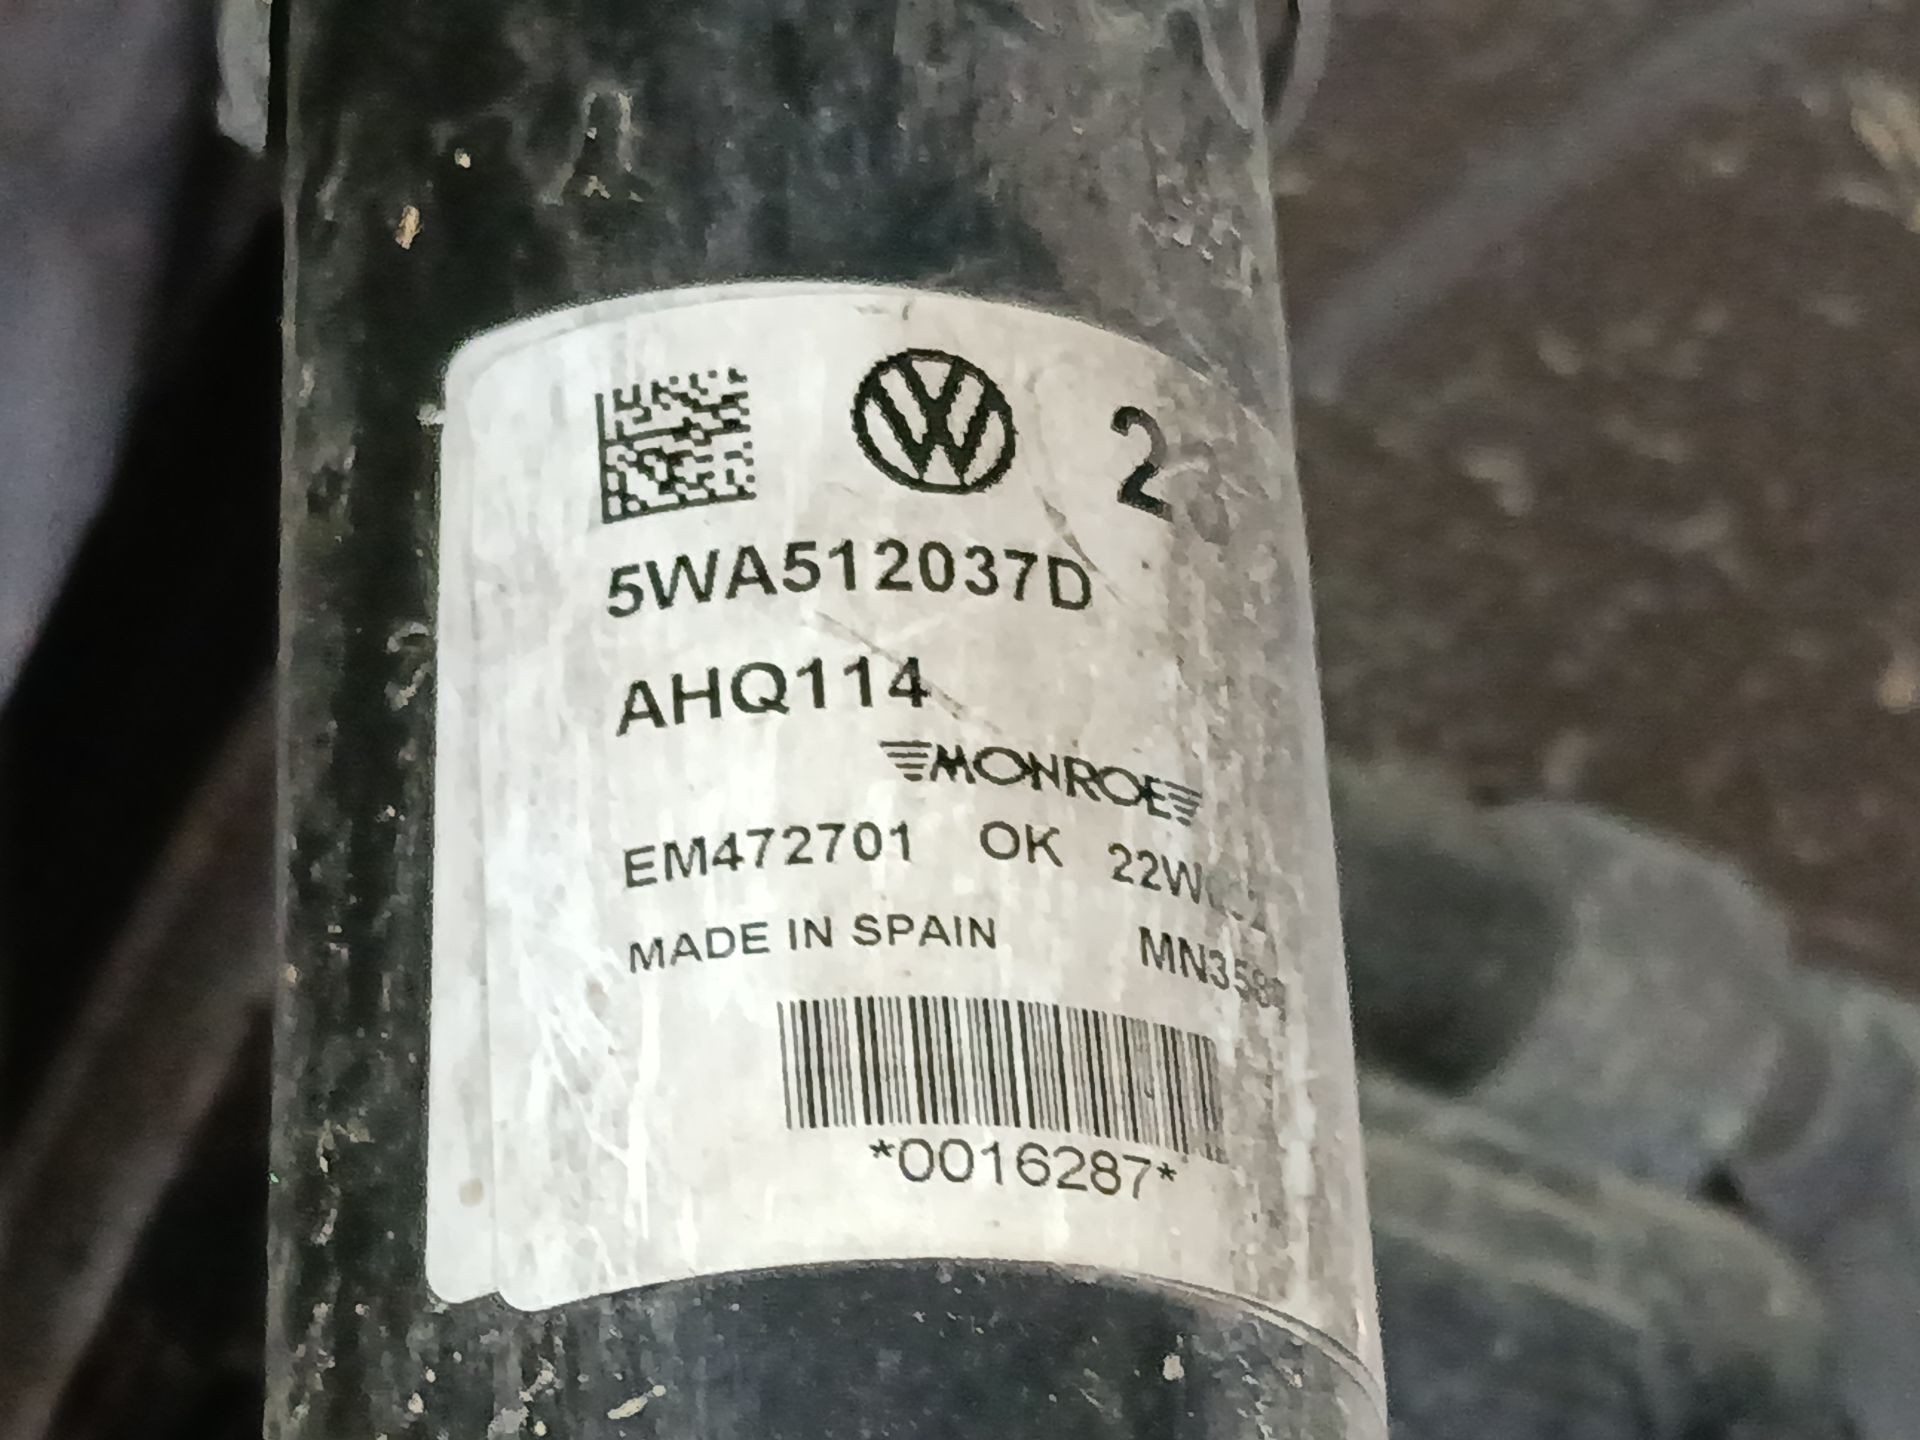 2
5WA512037D
AHQ114
MONROE
EM472701 OK
MADE IN SPAIN
*0016287*